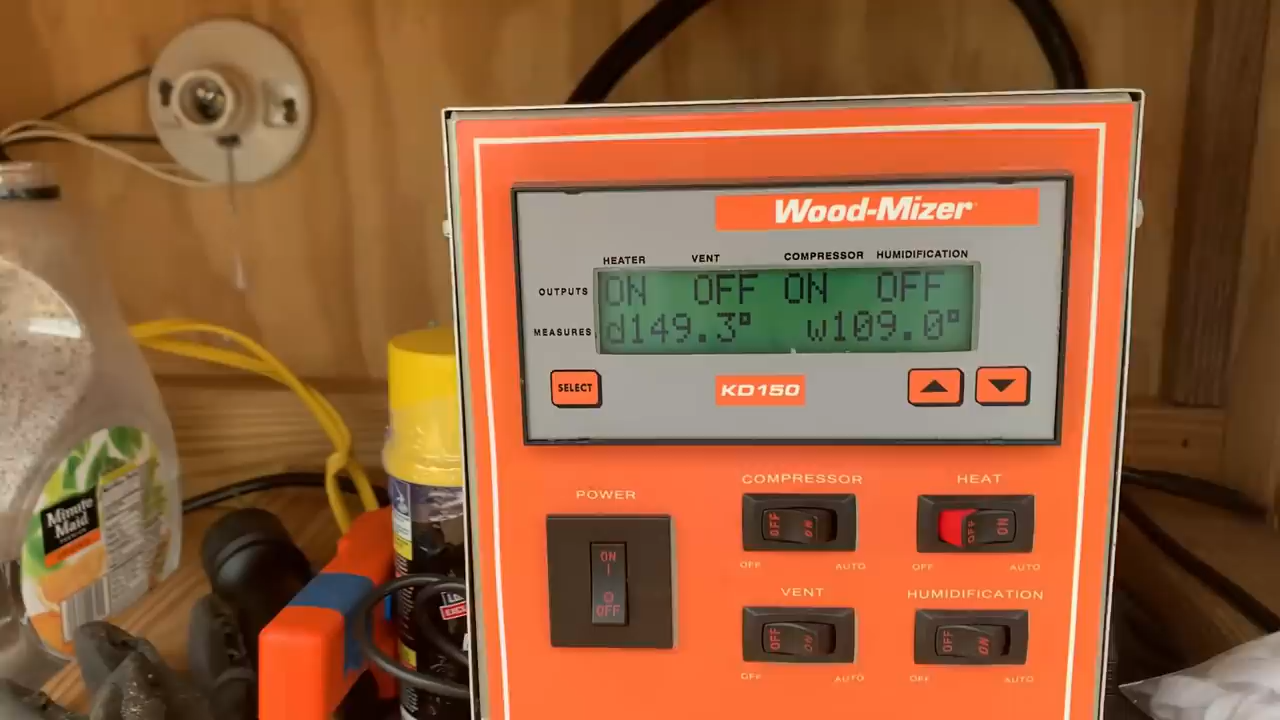 Wood-Mizer
HEATER VENT COMPRESSOR HUMIDIFICATION
OUTPUTS ON OFF ON OFF
MEASURES d149.3° w109.0°
SELECT KD150
POWER
ON
OFF
COMPRESSOR
OFF ON
OFF AUTO
HEAT
OFF ON
OFF AUTO
VENT
OFF ON
OFF AUTO
HUMIDIFICATION
OFF ON
OFF AUTO
Minute
Maid